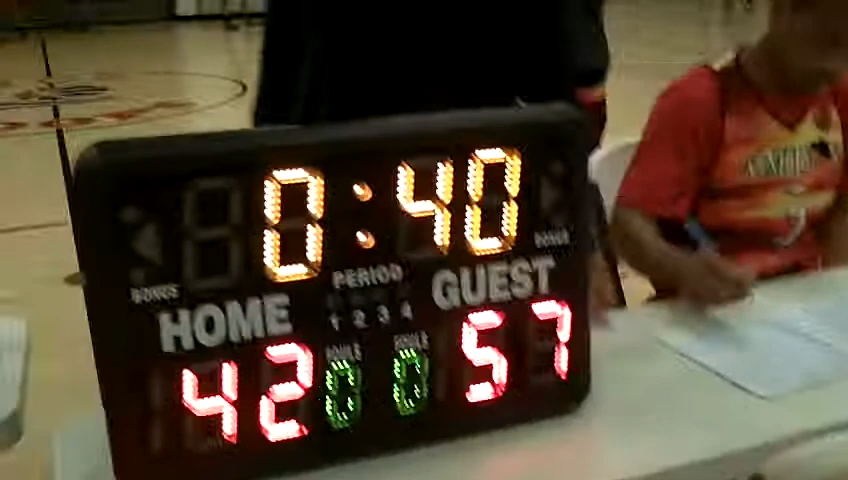 0:40
BONUS PERIOD BONUS
HOME 1 2 3 4 GUEST
FOULS FOULS
42 0 0 57